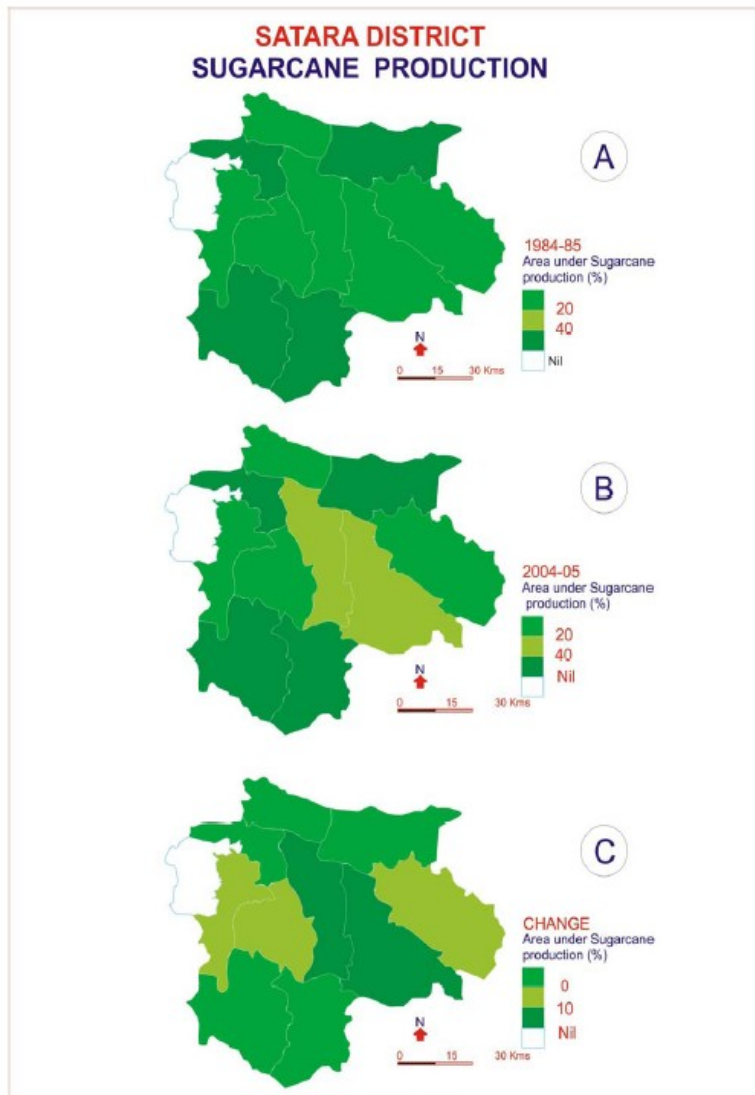 SATARA DISTRICT
SUGARCANE PRODUCTION
A
1984-85
Area under Sugarcane
production (%)
20
40
Nil
N
0 15 30 Kms
B
2004-05
Area under Sugarcane
production (%)
20
40
Nil
N
0 15 30 Kms
C
CHANGE
Area under Sugarcane
production (%)
0
10
Nil
N
0 15 30 Kms